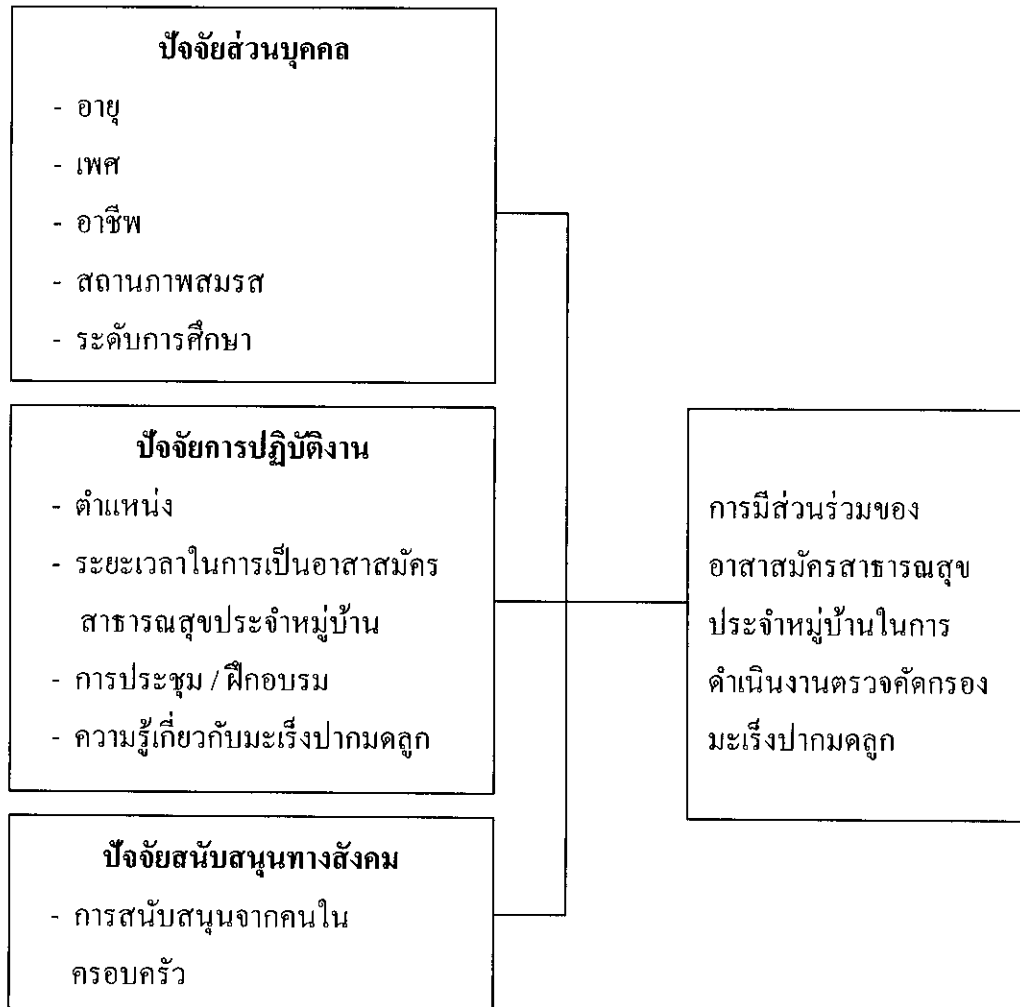 ปัจจัยส่วนบุคคล
- อายุ
- เพศ
- อาชีพ
- สถานภาพสมรส
- ระดับการศึกษา
ปัจจัยการปฏิบัติงาน
- ตำแหน่ง
- ระยะเวลาในการเป็นอาสาสมัคร
สาธารณสุขประจำหมู่บ้าน
- การประชุม / ฝึกอบรม
- ความรู้เกี่ยวกับมะเร็งปากมดลูก
ปัจจัยสนับสนุนทางสังคม
- การสนับสนุนจากคนใน
ครอบครัว
การมีส่วนร่วมของ
อาสาสมัครสาธารณสุข
ประจำหมู่บ้านในการ
ดำเนินงานตรวจคัดกรอง
มะเร็งปากมดลูก